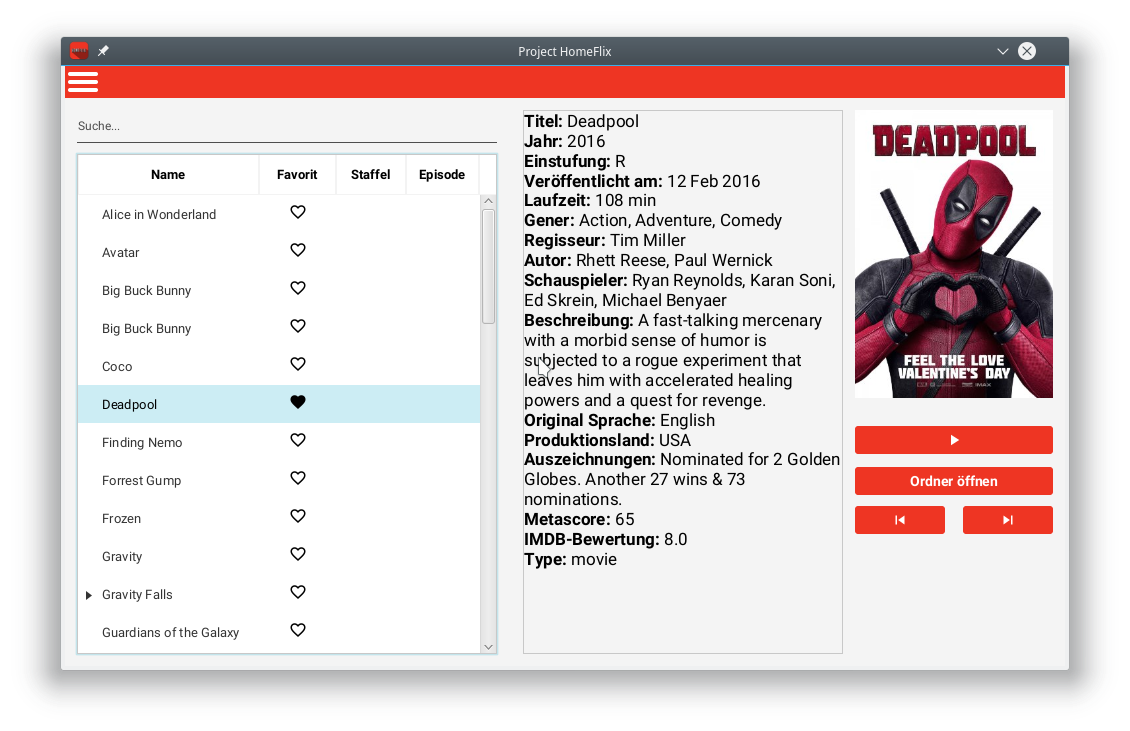 Project HomeFlix
Suche...
Name Favorit Staffel Episode
Alice in Wonderland
Avatar
Big Buck Bunny
Big Buck Bunny
Coco
Deadpool
Finding Nemo
Forrest Gump
Frozen
Gravity
Gravity Falls
Guardians of the Galaxy
Titel: Deadpool
Jahr: 2016
Einstufung: R
Veröffentlicht am: 12 Feb 2016
Laufzeit: 108 min
Gener: Action, Adventure, Comedy
Regisseur: Tim Miller
Autor: Rhett Reese, Paul Wernick
Schauspieler: Ryan Reynolds, Karan Soni,
Ed Skrein, Michael Benyaer
Beschreibung: A fast-talking mercenary
with a morbid sense of humor is
subjected to a rogue experiment that
leaves him with accelerated healing
powers and a quest for revenge.
Original Sprache: English
Produktionsland: USA
Auszeichnungen: Nominated for 2 Golden
Globes. Another 27 wins & 73
nominations.
Metascore: 65
IMDB-Bewertung: 8.0
Type: movie
DEADPOOL
FEEL THE LOVE
VALENTINE'S DAY
IMAX
Ordner öffnen